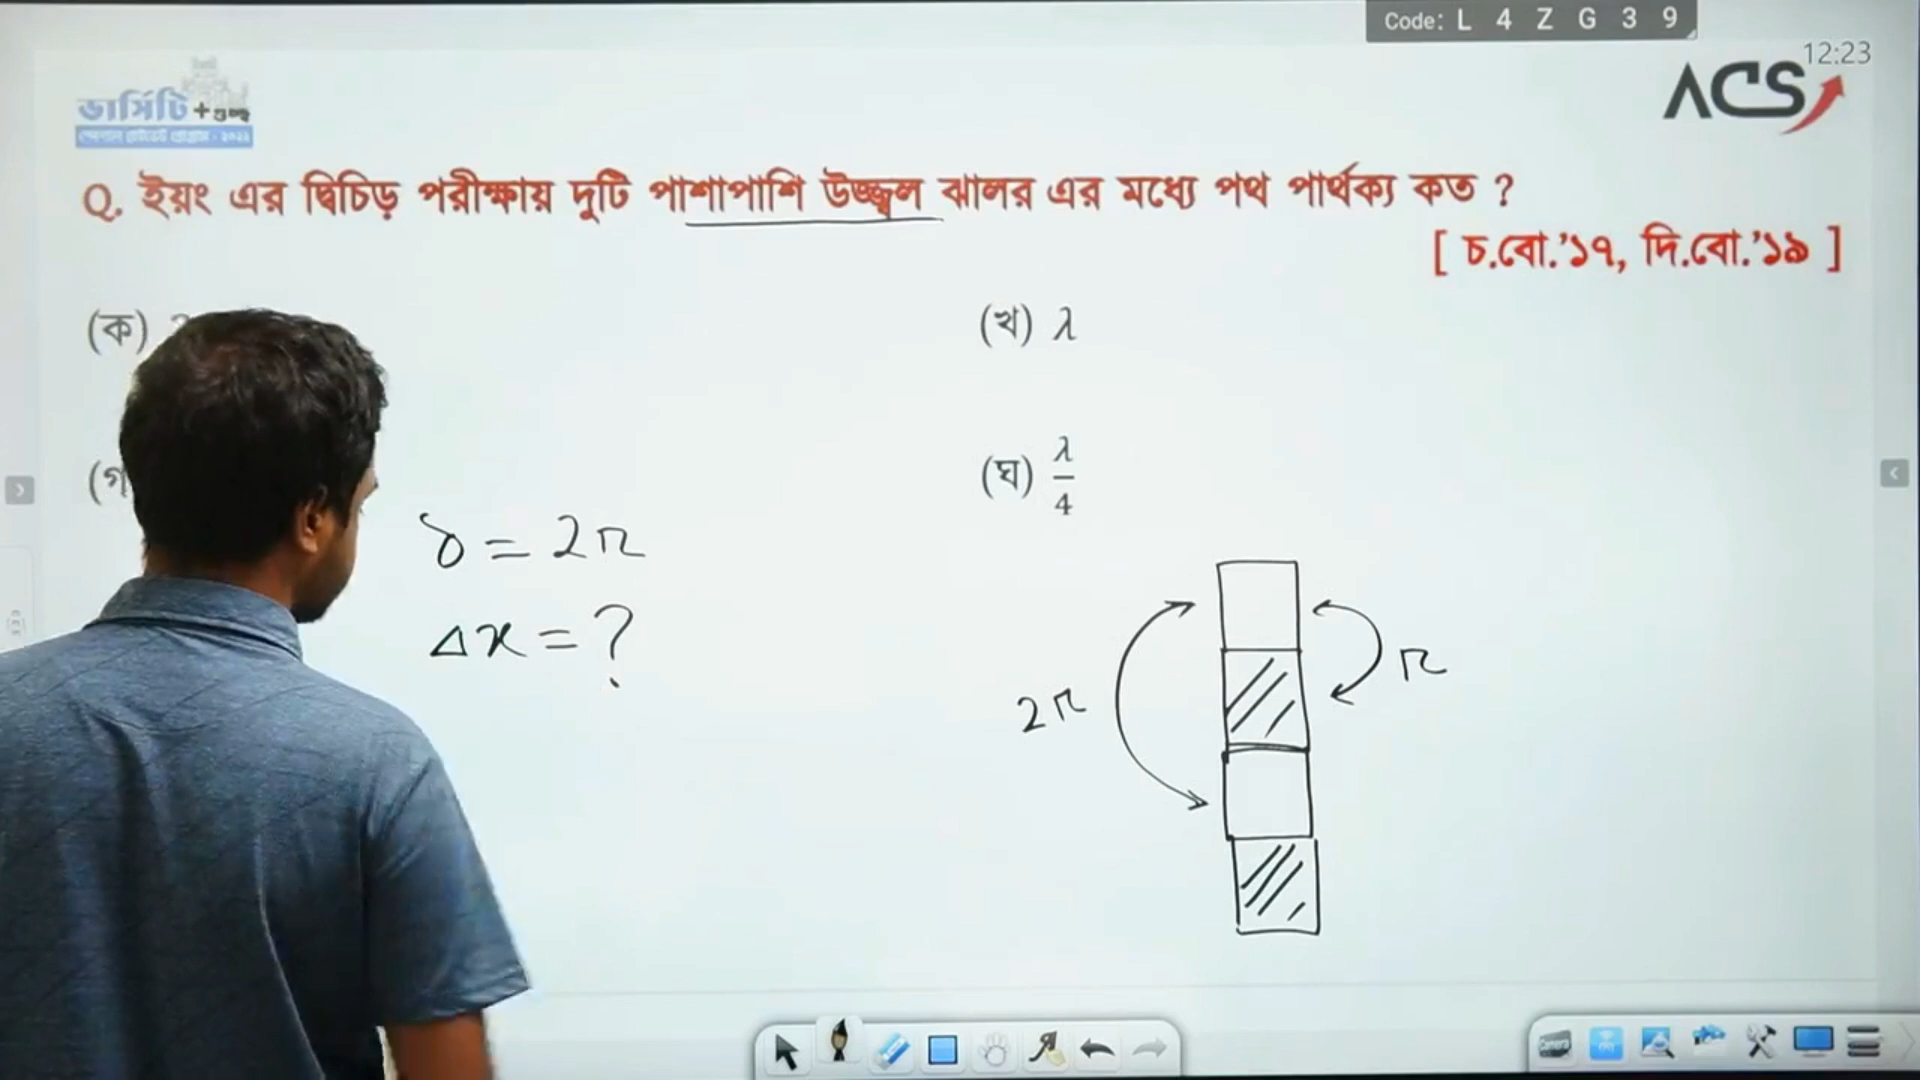 Code: L 4 Z G 3 9
12:23
ভার্সিটি +
ACS
Q. ইয়ং এর দ্বিচিড় পরীক্ষায় দুটি পাশাপাশি উজ্জ্বল ঝালর এর মধ্যে পথ পার্থক্য কত ?
[ চ.বো.'১৭, দি.বো.'১৯ ]
(ক)
(খ) λ
(গ
(ঘ) λ/4
δ = 2π
Δx = ?
2π
π
Camera